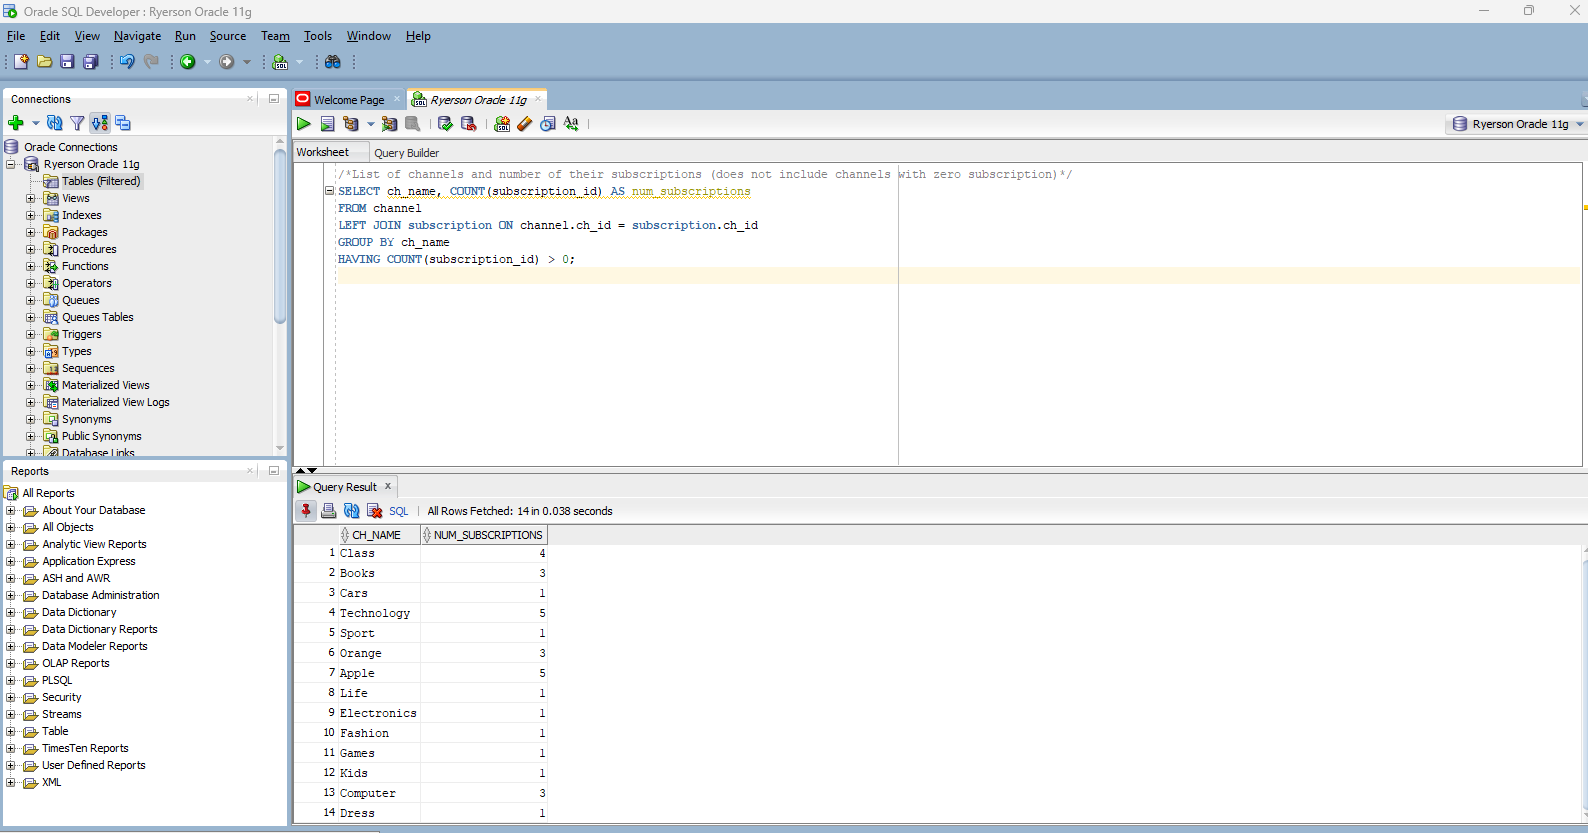 Oracle SQL Developer : Ryerson Oracle 11g
File Edit View Navigate Run Source Team Tools Window Help
Connections
Oracle Connections
Ryerson Oracle 11g
Tables (Filtered)
Views
Indexes
Packages
Procedures
Functions
Operators
Queues
Queues Tables
Triggers
Types
Sequences
Materialized Views
Materialized View Logs
Synonyms
Public Synonyms
Database Links
Reports
All Reports
About Your Database
All Objects
Analytic View Reports
Application Express
ASH and AWR
Database Administration
Data Dictionary
Data Dictionary Reports
Data Modeler Reports
OLAP Reports
PLSQL
Security
Streams
Table
TimesTen Reports
User Defined Reports
XML
Welcome Page Ryerson Oracle 11g
Ryerson Oracle 11g
Worksheet Query Builder
/*List of channels and number of their subscriptions (does not include channels with zero subscription)*/
SELECT ch_name, COUNT(subscription_id) AS num_subscriptions
FROM channel
LEFT JOIN subscription ON channel.ch_id = subscription.ch_id
GROUP BY ch_name
HAVING COUNT(subscription_id) > 0;
Query Result
SQL All Rows Fetched: 14 in 0.038 seconds
CH_NAME NUM_SUBSCRIPTIONS
1 Class 4
2 Books 3
3 Cars 1
4 Technology 5
5 Sport 1
6 Orange 3
7 Apple 5
8 Life 1
9 Electronics 1
10 Fashion 1
11 Games 1
12 Kids 1
13 Computer 3
14 Dress 1